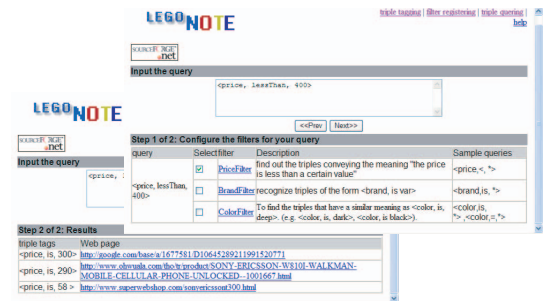 LEGO NOTE
triple tagging | filter registering | triple quering |
help
SOURCEFORGE
.net
Input the query
<price, lessThan, 400>
<<Prev Next>>
Step 1 of 2: Configure the filters for your query
query Select filter Description Sample queries
<price, lessThan, 400>
PriceFilter find out the triples conveying the meaning "the price is less than a certain value" <price,<, *>
BrandFilter recognize triples of the form <brand, is, var> <brand,is, *>
ColorFilter To find the triples that have a similar meaning as <color, is, deep>. (e.g. <color, is, dark>, <color, is black>). <color,is, *> ,<color,=,*>
LEGO NOTE
SOURCEFORGE
.net
Input the query
<price,
Step 2 of 2: Results
triple tags Web page
<price, is, 300> http://google.com/base/a/1677581/D10645289211991520771
<price, is, 290> http://www.ohwuala.com/tho/tr/product/SONY-ERICSSON-W810I-WALKMAN-
MOBILE-CELLULAR-PHONE-UNLOCKED--1001667.html
<price, is, 58 > http://www.superwebshop.com/sonyericssont300.html